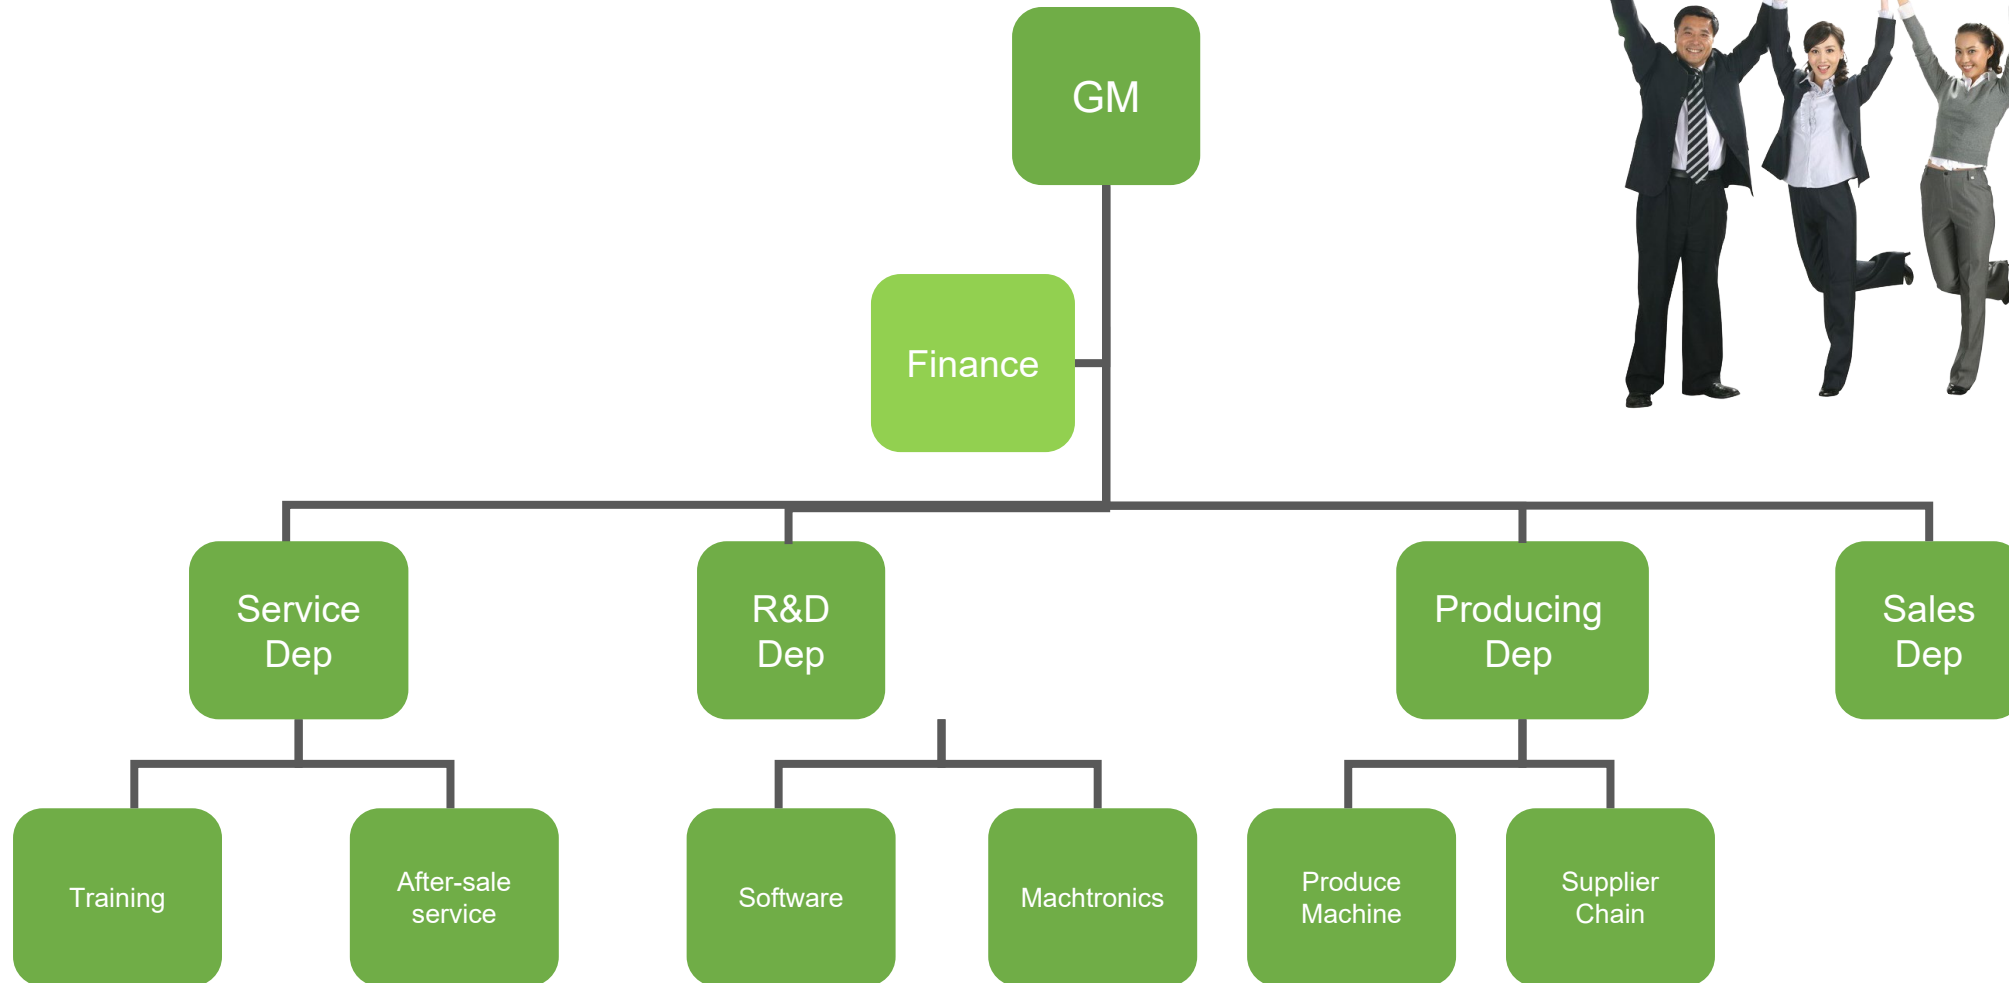 GM
Finance
Service
Dep
R&D
Dep
Producing
Dep
Sales
Dep
Training
After-sale
service
Software
Machtronics
Produce
Machine
Supplier
Chain